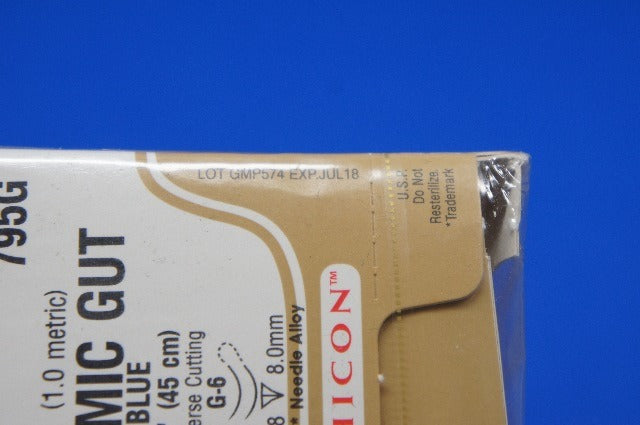 LOT GMP574 EXP.JUL18
U.S.P.
Do Not
Resterilize.
*Trademark
795G
(1.0 metric)
MIC GUT
BLUE
(45 cm)
erse Cutting
G-6
8 ▽ 8.0mm
* Needle Alloy
HICON™